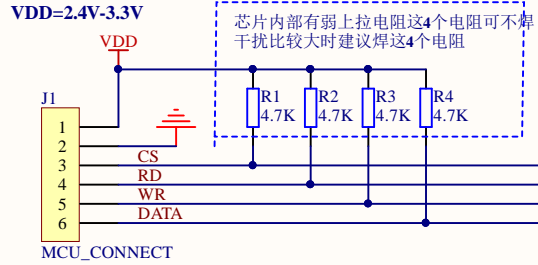 VDD=2.4V-3.3V
芯片内部有弱上拉电阻这4个电阻可不焊
干扰比较大时建议焊这4个电阻
VDD
J1
R1 R2 R3 R4
4.7K 4.7K 4.7K 4.7K
1
2
3 CS
4 RD
5 WR
6 DATA
MCU_CONNECT